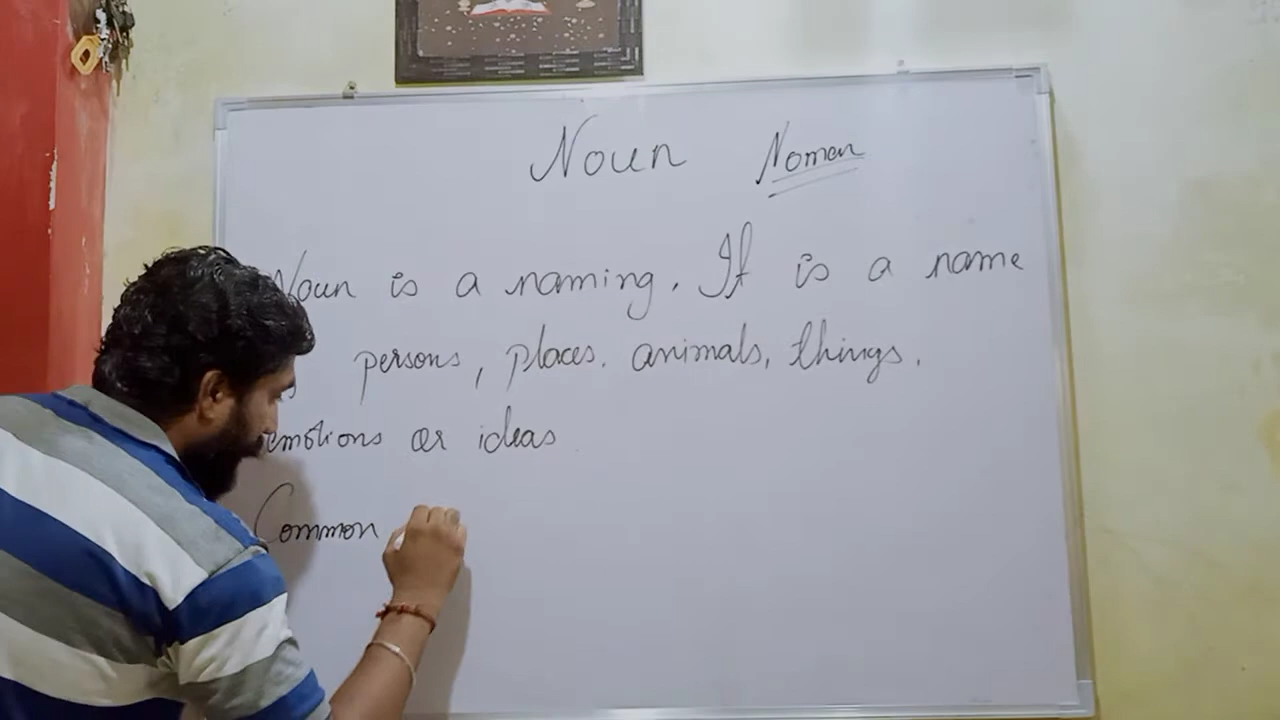 Noun Nomen
Noun is a naming. It is a name
persons, places. animals, things.
emotions or ideas
Common